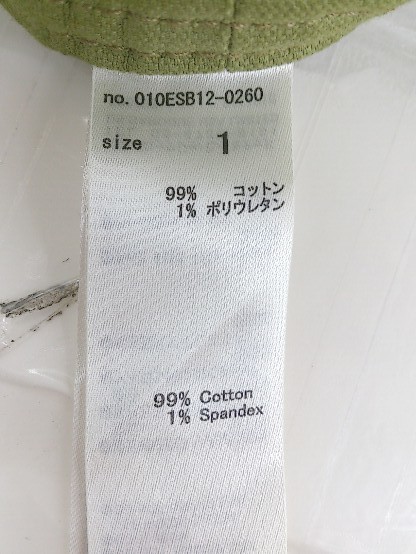 no. 010ESB12-0260
size 1
99% コットン
1% ポリウレタン
99% Cotton
1% Spandex